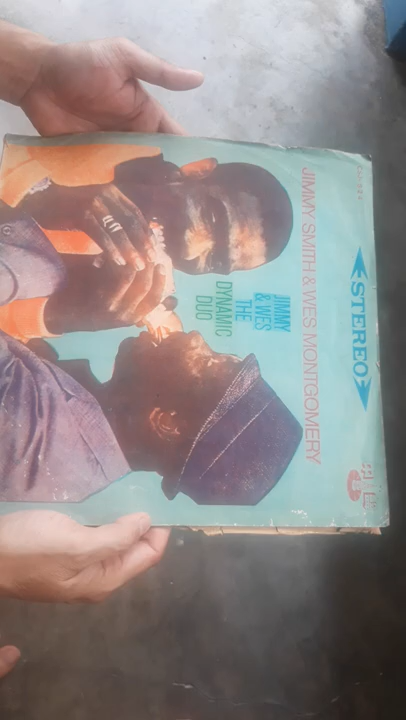 STEREO
JIMMY SMITH & WES MONTGOMERY
JIMMY
& WES
THE
DYNAMIC
DUO